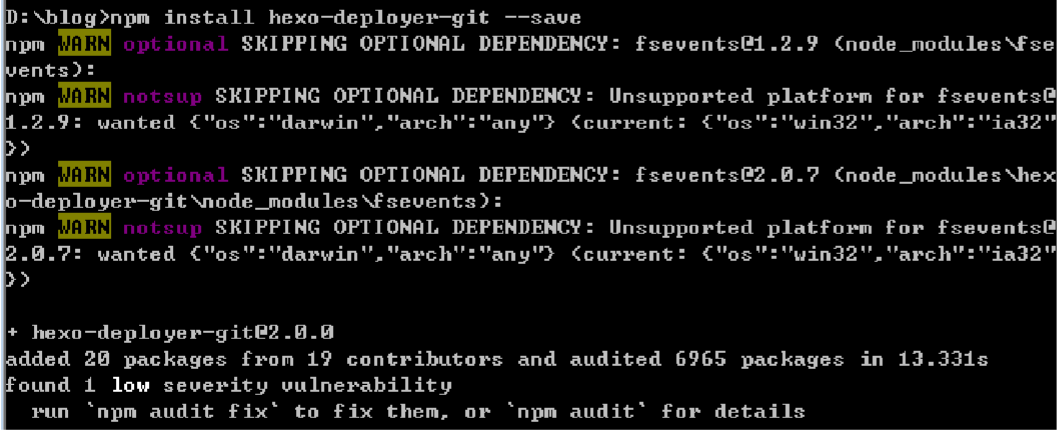 D:\blog>npm install hexo-deployer-git --save
npm WARN optional SKIPPING OPTIONAL DEPENDENCY: fsevents@1.2.9 (node_modules\fse
vents):
npm WARN notsup SKIPPING OPTIONAL DEPENDENCY: Unsupported platform for fsevents@
1.2.9: wanted {"os":"darwin","arch":"any"} (current: {"os":"win32","arch":"ia32"
})
npm WARN optional SKIPPING OPTIONAL DEPENDENCY: fsevents@2.0.7 (node_modules\hex
o-deployer-git\node_modules\fsevents):
npm WARN notsup SKIPPING OPTIONAL DEPENDENCY: Unsupported platform for fsevents@
2.0.7: wanted {"os":"darwin","arch":"any"} (current: {"os":"win32","arch":"ia32"
})
+ hexo-deployer-git@2.0.0
added 20 packages from 19 contributors and audited 6965 packages in 13.331s
found 1 low severity vulnerability
  run `npm audit fix` to fix them, or `npm audit` for details